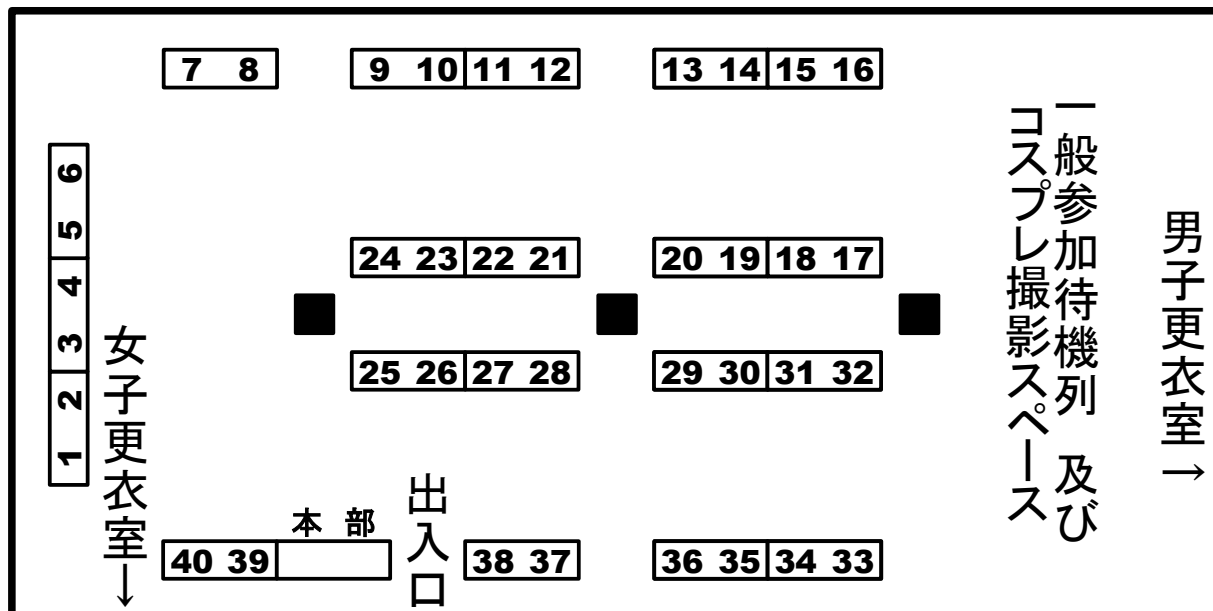 7 8
9 10 11 12
13 14 15 16
1 2 3 4 5 6
24 23 22 21
20 19 18 17
25 26 27 28
29 30 31 32
40 39
本部
出入口
38 37
36 35 34 33
女子更衣室↓
一般参加待機列 及び
コスプレ撮影スペース
男子更衣室→